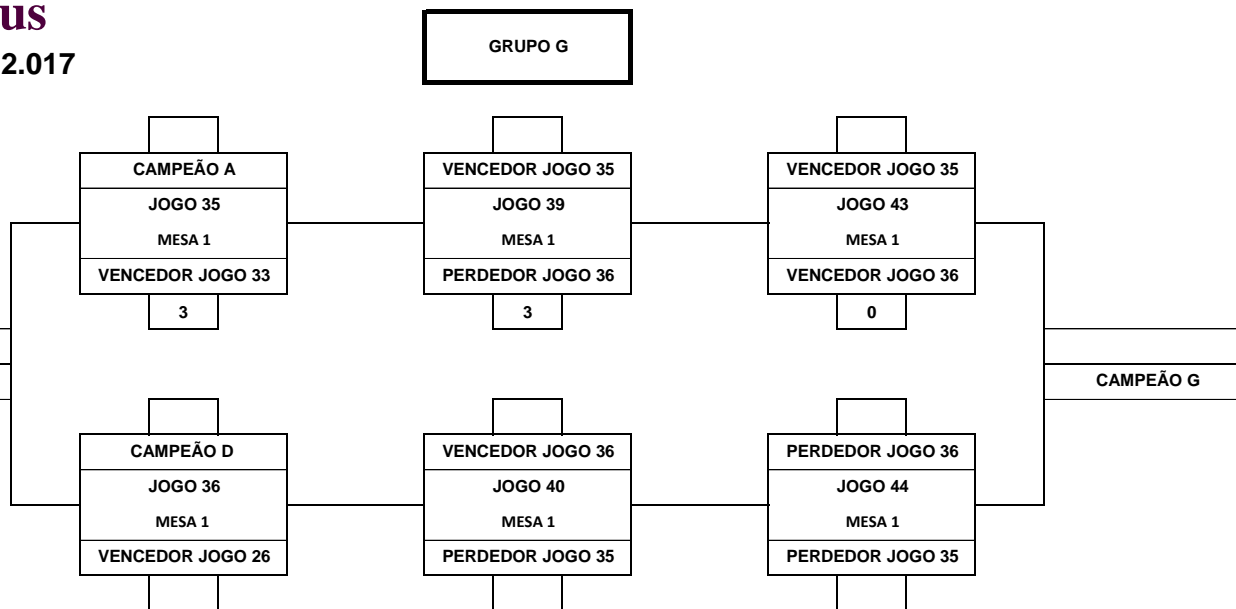 us
2.017
GRUPO G
CAMPEÃO A
JOGO 35
MESA 1
VENCEDOR JOGO 33
3
VENCEDOR JOGO 35
JOGO 39
MESA 1
PERDEDOR JOGO 36
3
VENCEDOR JOGO 35
JOGO 43
MESA 1
VENCEDOR JOGO 36
0
CAMPEÃO G
CAMPEÃO D
JOGO 36
MESA 1
VENCEDOR JOGO 26
VENCEDOR JOGO 36
JOGO 40
MESA 1
PERDEDOR JOGO 35
PERDEDOR JOGO 36
JOGO 44
MESA 1
PERDEDOR JOGO 35